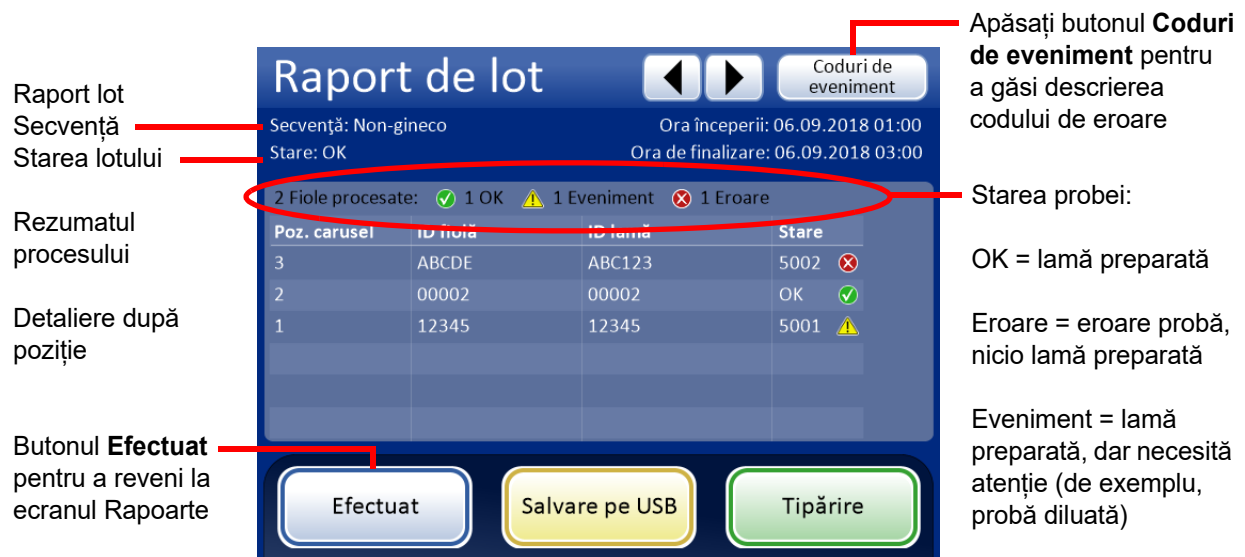 Raport lot
Secvență
Starea lotului
Rezumatul
procesului
Detaliere după
poziție
Butonul Efectuat
pentru a reveni la
ecranul Rapoarte
Raport de lot
Coduri de
eveniment
Secvenţă: Non-gineco
Ora începerii: 06.09.2018 01:00
Stare: OK
Ora de finalizare: 06.09.2018 03:00
2 Fiole procesate: 1 OK 1 Eveniment 1 Eroare
Poz. carusel ID fiolă ID lamă Stare
3 ABCDE ABC123 5002
2 00002 00002 OK
1 12345 12345 5001
Efectuat
Salvare pe USB
Tipărire
Apăsați butonul Coduri
de eveniment pentru
a găsi descrierea
codului de eroare
Starea probei:
OK = lamă preparată
Eroare = eroare probă,
nicio lamă preparată
Eveniment = lamă
preparată, dar necesită
atenție (de exemplu,
probă diluată)